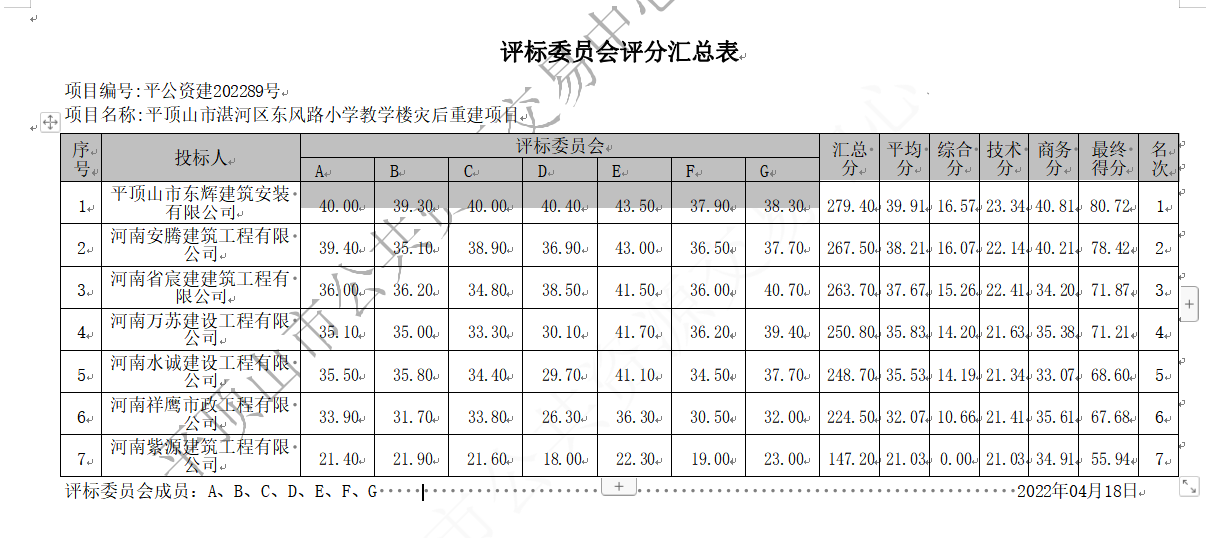 评标委员会评分汇总表
项目编号:平公资建202289号
项目名称:平顶山市湛河区东风路小学教学楼灾后重建项目
序号 投标人 评标委员会 汇总分 平均分 综合分 技术分 商务分 最终得分 名次
A B C D E F G
1 平顶山市东辉建筑安装有限公司 40.00 39.30 40.00 40.40 43.50 37.90 38.30 279.40 39.91 16.57 23.34 40.81 80.72 1
2 河南安腾建筑工程有限公司 39.40 35.10 38.90 36.90 43.00 36.50 37.70 267.50 38.21 16.07 22.14 40.21 78.42 2
3 河南省宸建建筑工程有限公司 36.00 36.20 34.80 38.50 41.50 36.00 40.70 263.70 37.67 15.26 22.41 34.20 71.87 3
4 河南万苏建设工程有限公司 35.10 35.00 33.30 30.10 41.70 36.20 39.40 250.80 35.83 14.20 21.63 35.38 71.21 4
5 河南水诚建设工程有限公司 35.50 35.80 34.40 29.70 41.10 34.50 37.70 248.70 35.53 14.19 21.34 33.07 68.60 5
6 河南祥鹰市政工程有限公司 33.90 31.70 33.80 26.30 36.30 30.50 32.00 224.50 32.07 10.66 21.41 35.61 67.68 6
7 河南紫源建筑工程有限公司 21.40 21.90 21.60 18.00 22.30 19.00 23.00 147.20 21.03 0.00 21.03 34.91 55.94 7
评标委员会成员：A、B、C、D、E、F、G 2022年04月18日